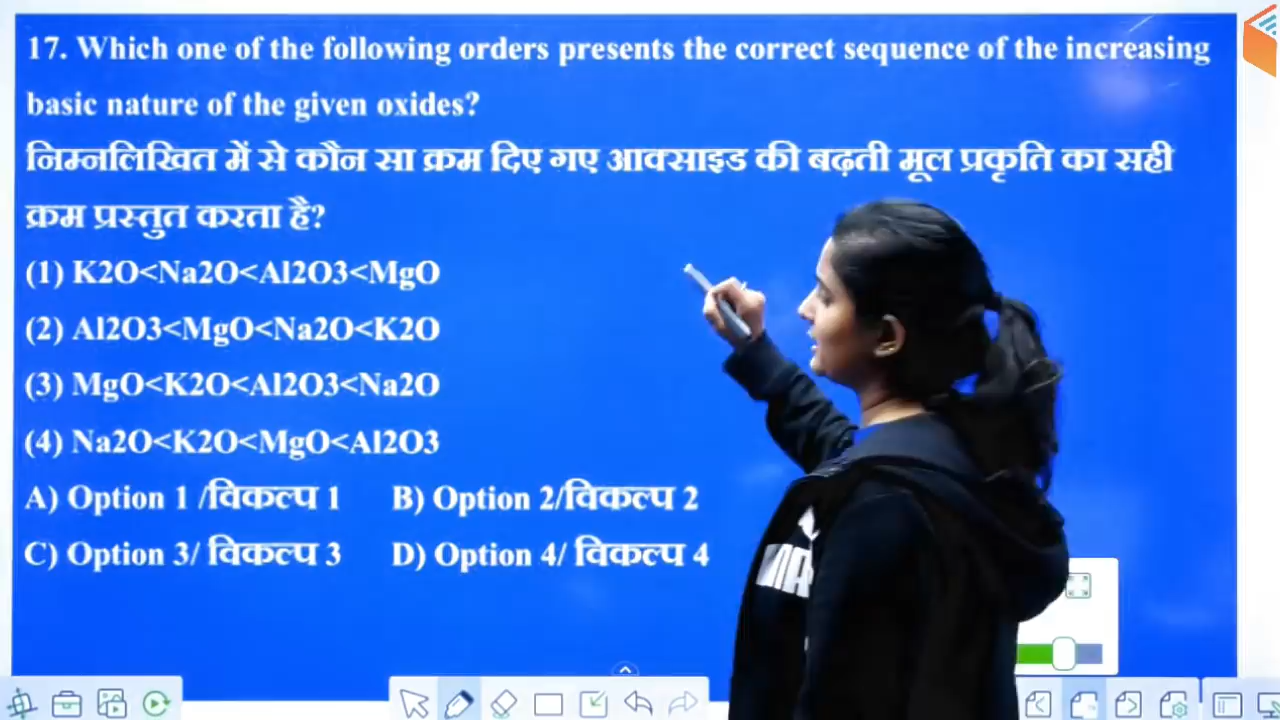 17. Which one of the following orders presents the correct sequence of the increasing
basic nature of the given oxides?
निम्नलिखित में से कौन सा क्रम दिए गए आक्साइड की बढ़ती मूल प्रकृति का सही
क्रम प्रस्तुत करता है?
(1) K2O<Na2O<Al2O3<MgO
(2) Al2O3<MgO<Na2O<K2O
(3) MgO<K2O<Al2O3<Na2O
(4) Na2O<K2O<MgO<Al2O3
A) Option 1 /विकल्प 1 B) Option 2/विकल्प 2
C) Option 3/ विकल्प 3 D) Option 4/ विकल्प 4